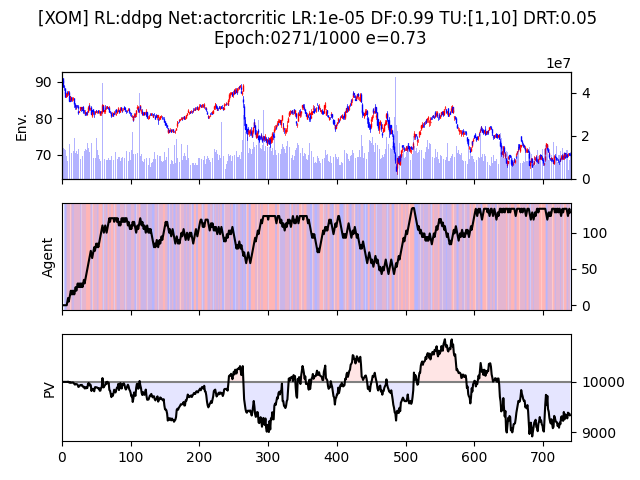 [XOM] RL:ddpg Net:actorcritic LR:1e-05 DF:0.99 TU:[1,10] DRT:0.05
Epoch:0271/1000 e=0.73
1e7
Env.
90
80
70
4
2
0
Agent
100
50
0
PV
10000
9000
0 100 200 300 400 500 600 700